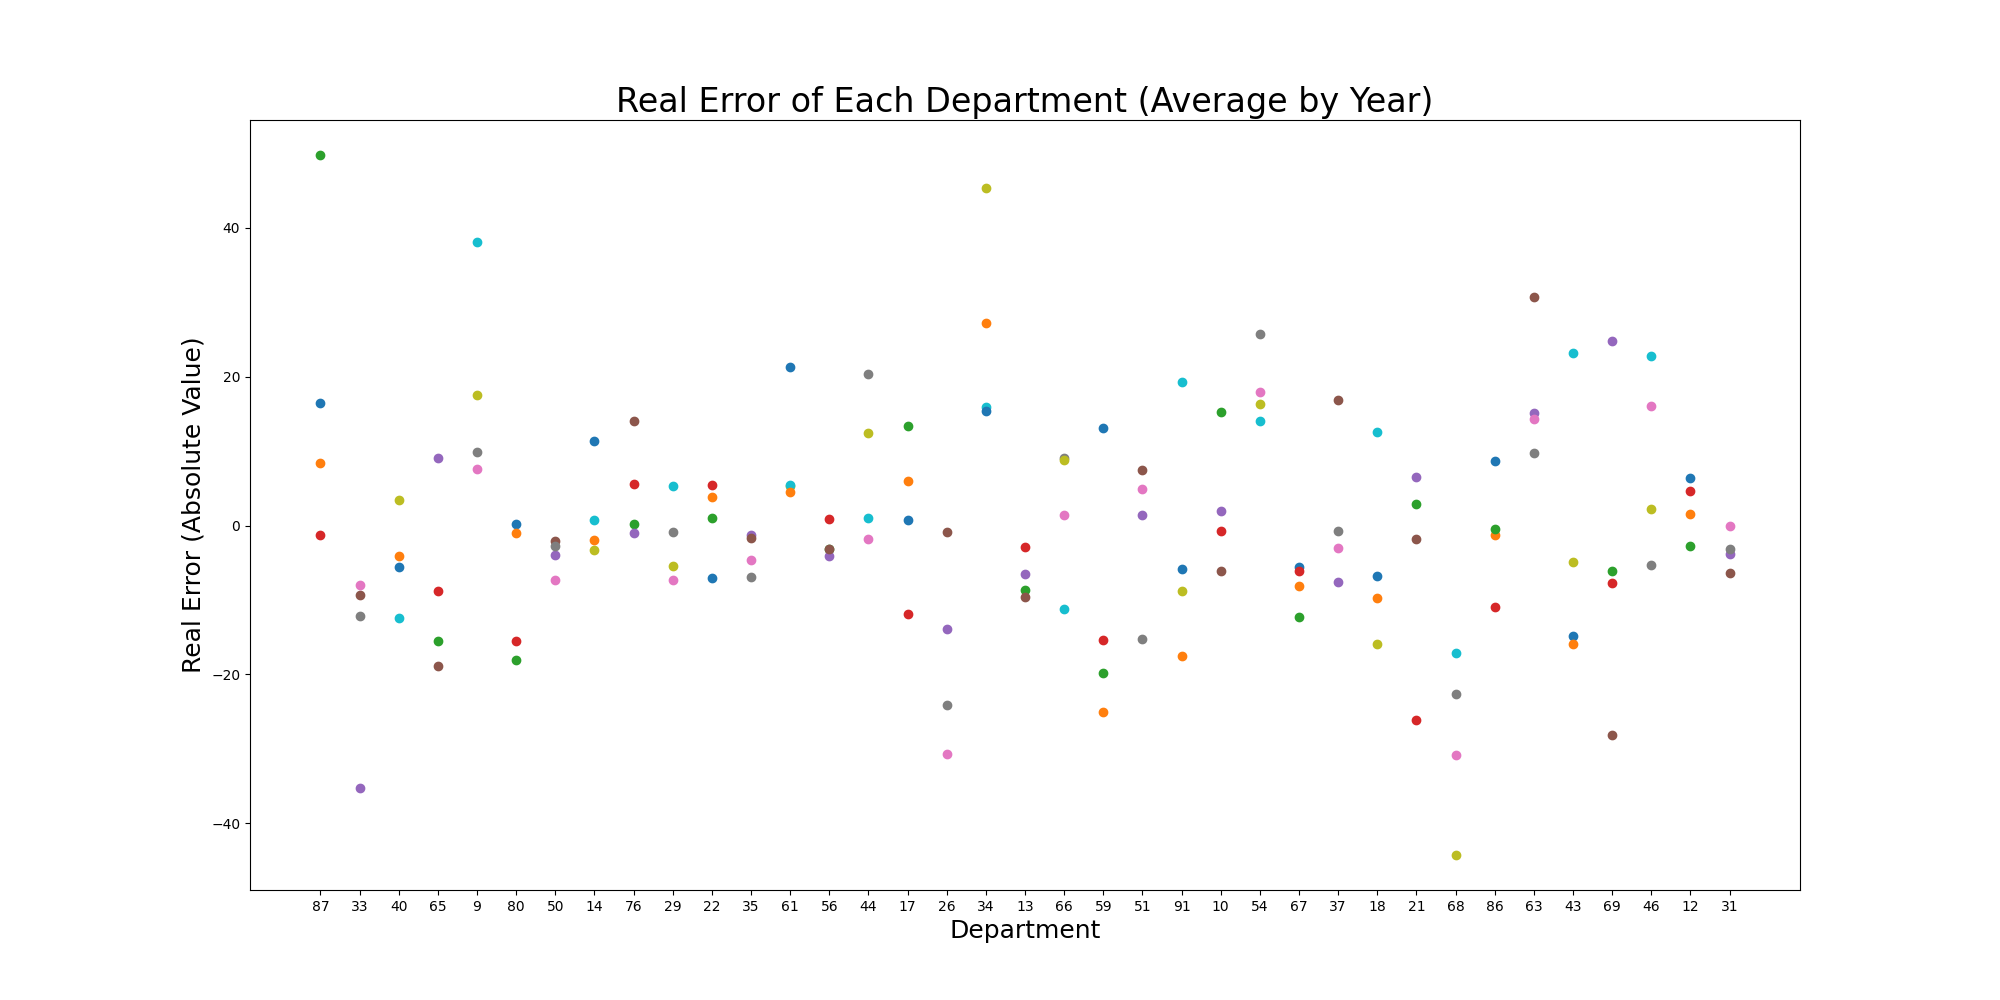 Real Error of Each Department (Average by Year)
Real Error (Absolute Value)
40
20
0
−20
−40
87 33 40 65 9 80 50 14 76 29 22 35 61 56 44 17 26 34 13 66 59 51 91 10 54 67 37 18 21 68 86 63 43 69 46 12 31
Department